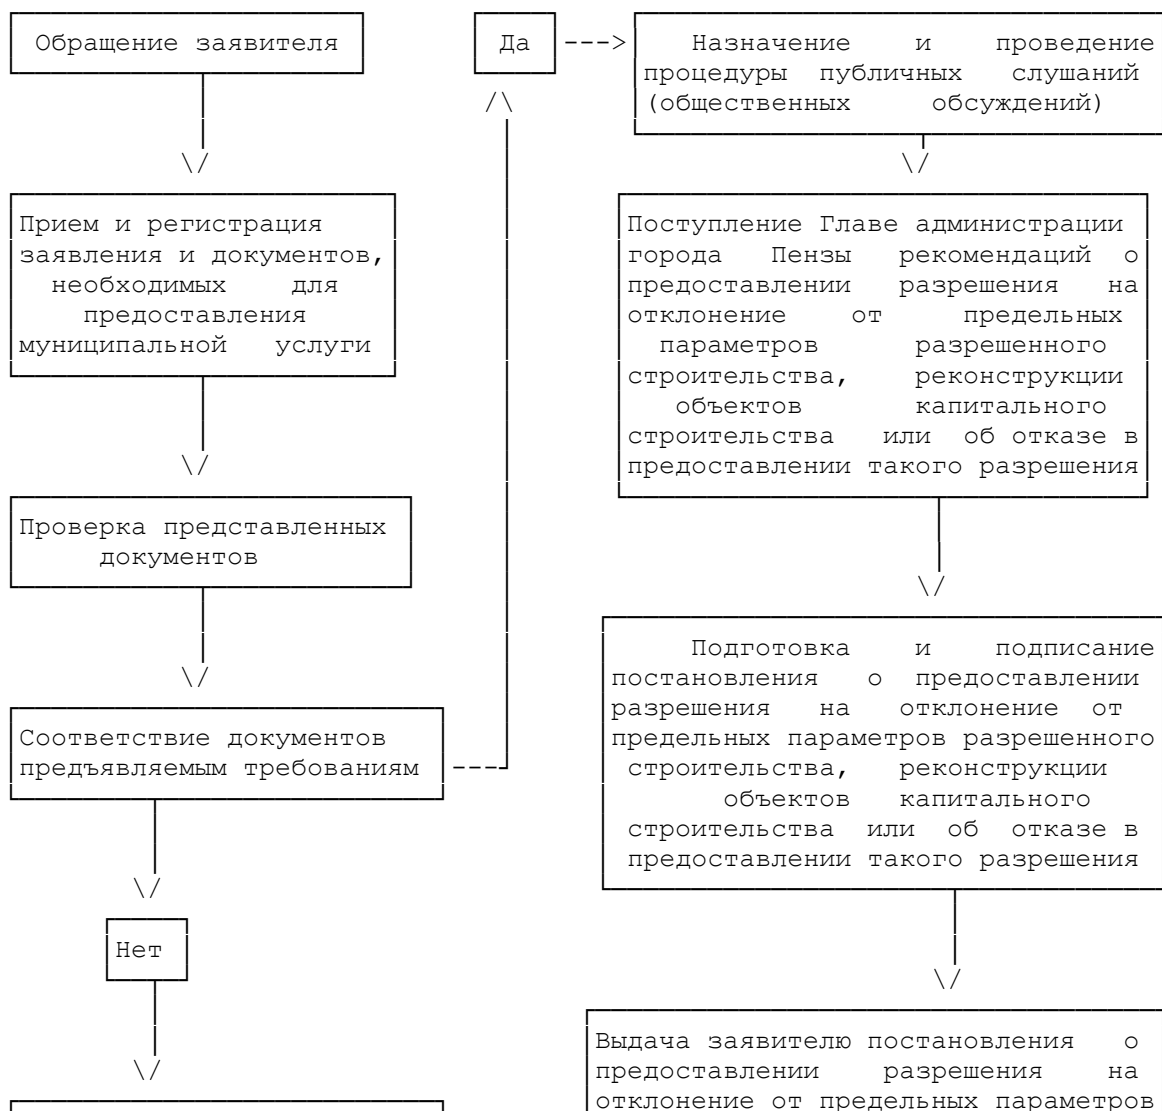 Обращение заявителя
Прием и регистрация
заявления и документов,
необходимых для
предоставления
муниципальной услуги
Проверка представленных
документов
Соответствие документов
предъявляемым требованиям
Нет
Да
--->
Назначение и проведение
процедуры публичных слушаний
(общественных обсуждений)
Поступление Главе администрации
города Пензы рекомендаций о
предоставлении разрешения на
отклонение от предельных
параметров разрешенного
строительства, реконструкции
объектов капитального
строительства или об отказе в
предоставлении такого разрешения
Подготовка и подписание
постановления о предоставлении
разрешения на отклонение от
предельных параметров разрешенного
строительства, реконструкции
объектов капитального
строительства или об отказе в
предоставлении такого разрешения
Выдача заявителю постановления о
предоставлении разрешения на
отклонение от предельных параметров